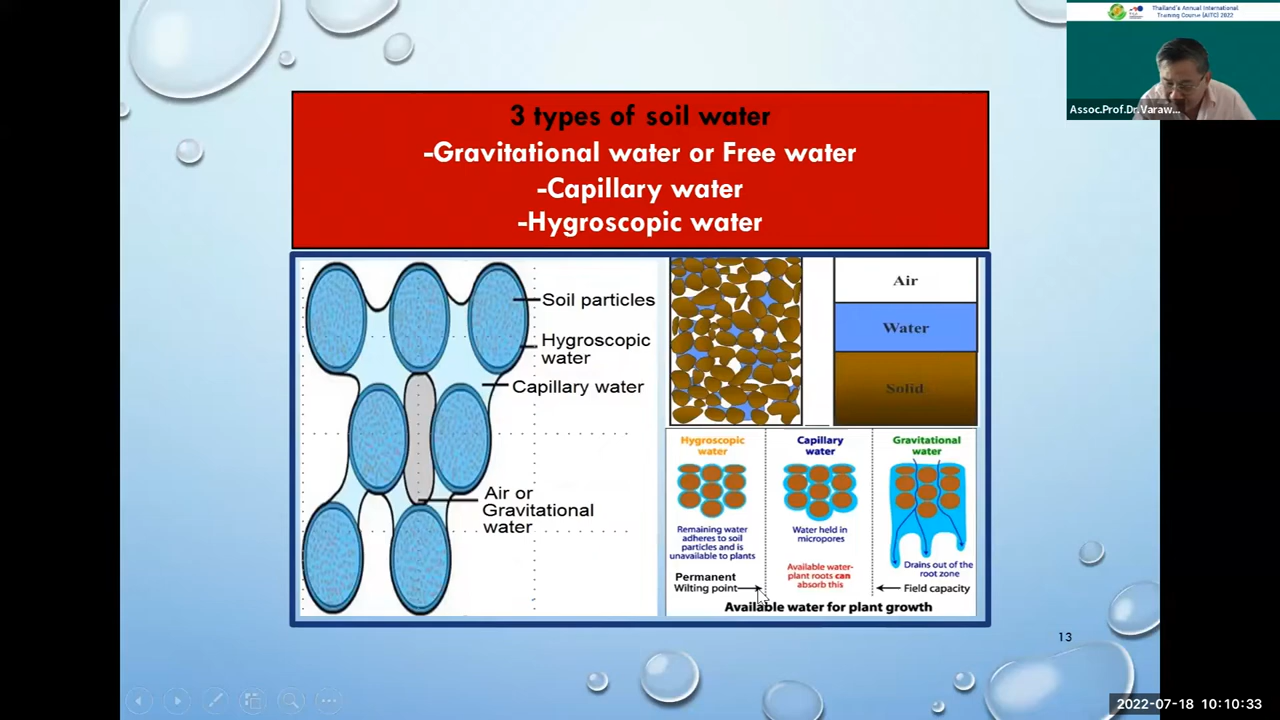 3 types of soil water
-Gravitational water or Free water
-Capillary water
-Hygroscopic water
Soil particles
Hygroscopic
water
Capillary water
Air or
Gravitational
water
Air
Water
Solid
Hygroscopic
water
Remaining water
adheres to soil
particles and is
unavailable to plants
Permanent
Wilting point
Capillary
water
Water held in
micropores
Available water-
plant roots can
absorb this
Gravitational
water
Drains out of the
root zone
Field capacity
Available water for plant growth
13
Thailand's Annual International
Training Course (AITC) 2022
Assoc.Prof.Dr.Varaw...
2022-07-18 10:10:33